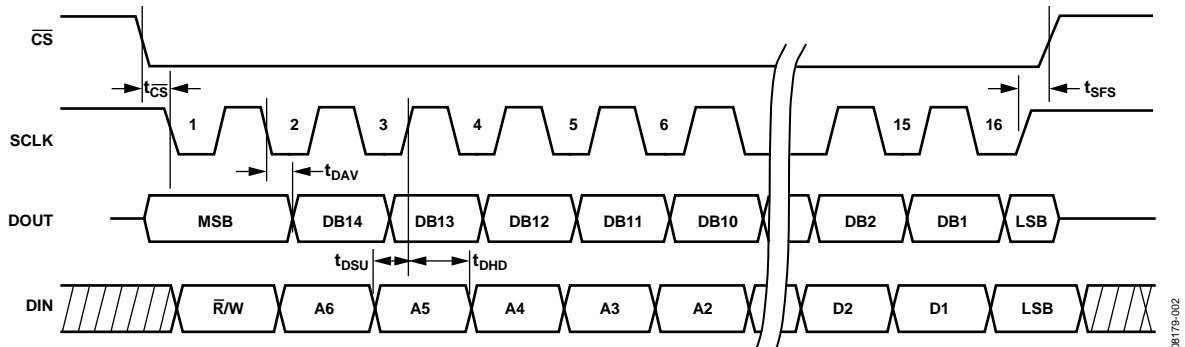 CS
tCS
tSFS
SCLK
1 2 3 4 5 6 15 16
tDAV
DOUT
MSB DB14 DB13 DB12 DB11 DB10 DB2 DB1 LSB
tDSU tDHD
DIN
R/W A6 A5 A4 A3 A2 D2 D1 LSB
08179-002